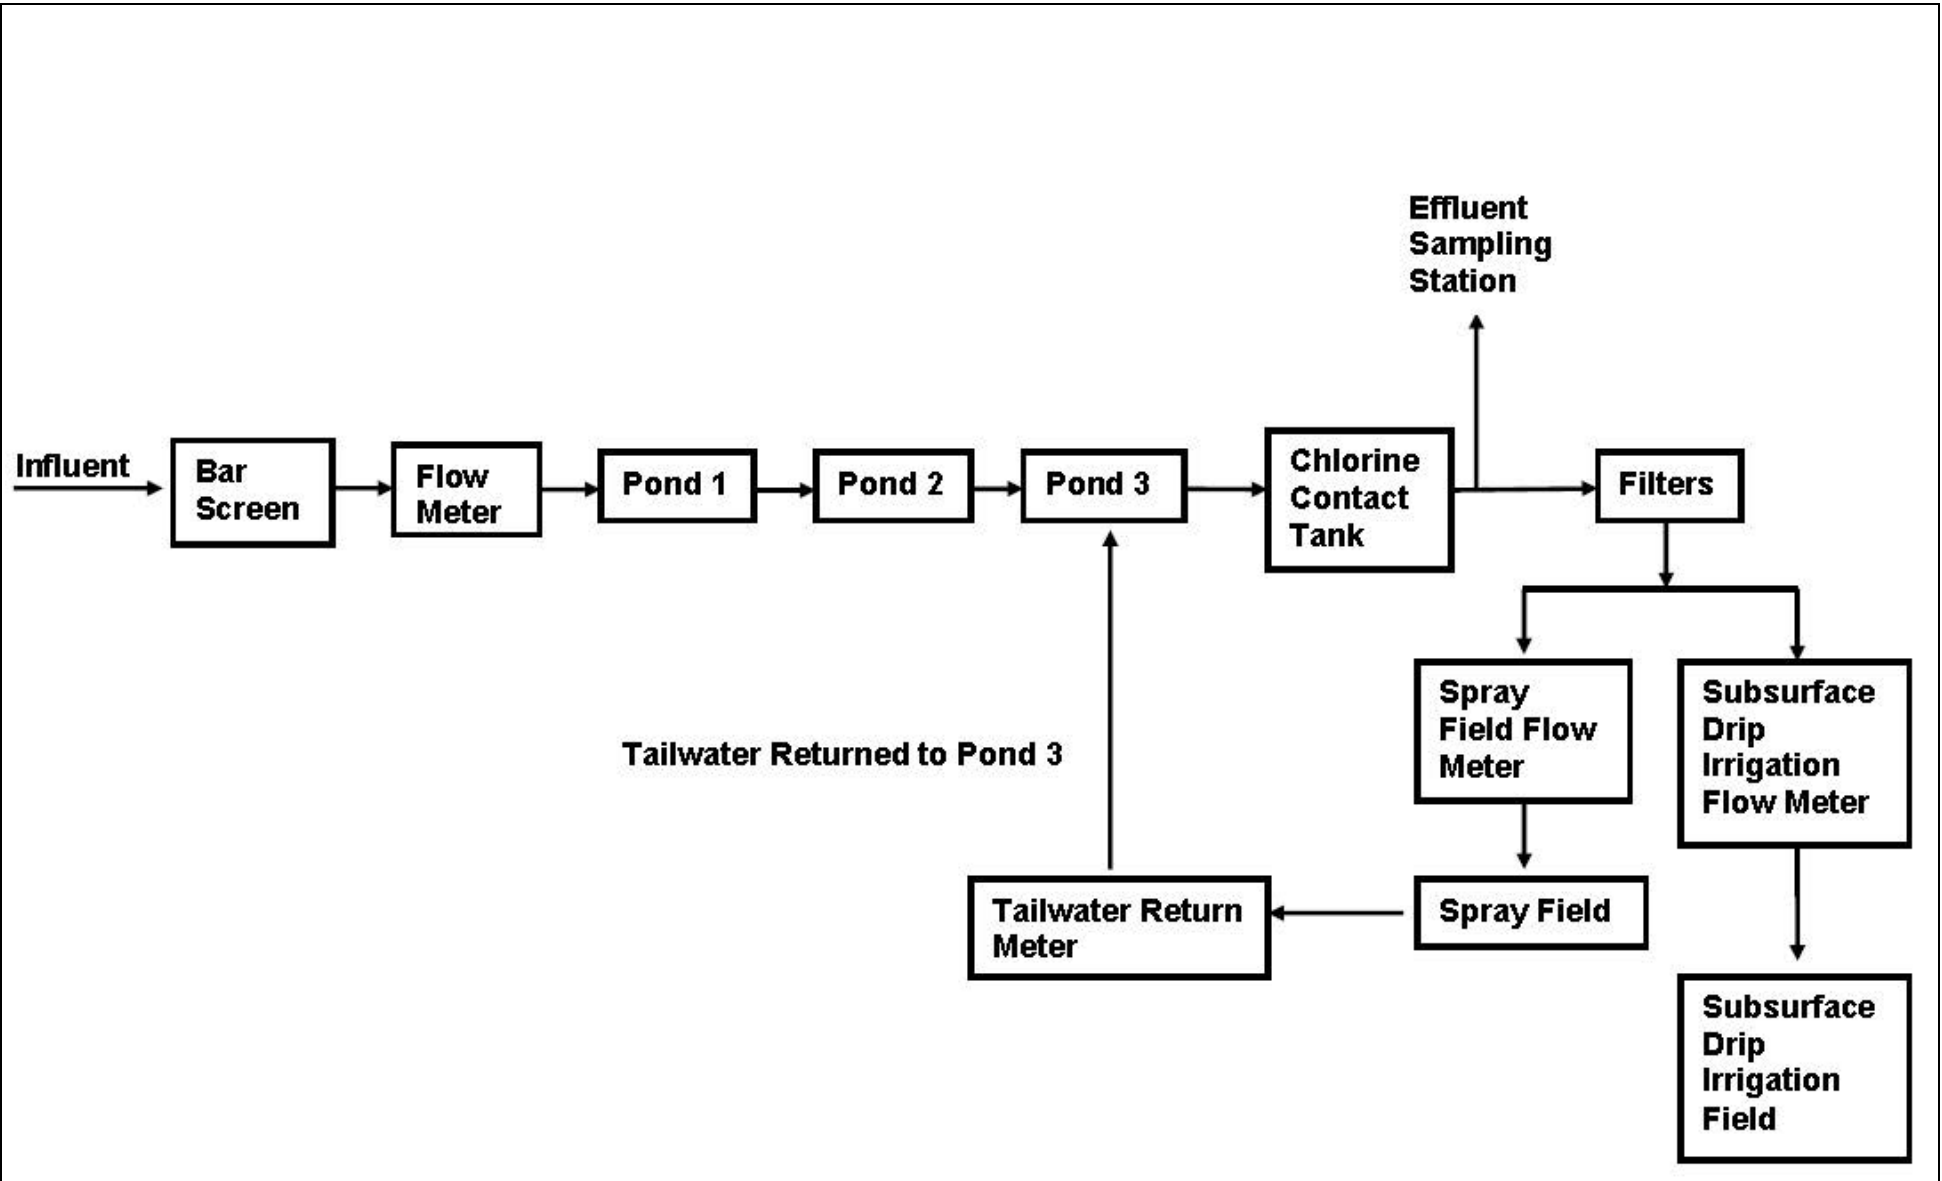 Effluent
Sampling
Station
Influent
Bar
Screen
Flow
Meter
Pond 1
Pond 2
Pond 3
Chlorine
Contact
Tank
Filters
Spray
Field Flow
Meter
Subsurface
Drip
Irrigation
Flow Meter
Tailwater Returned to Pond 3
Tailwater Return
Meter
Spray Field
Subsurface
Drip
Irrigation
Field